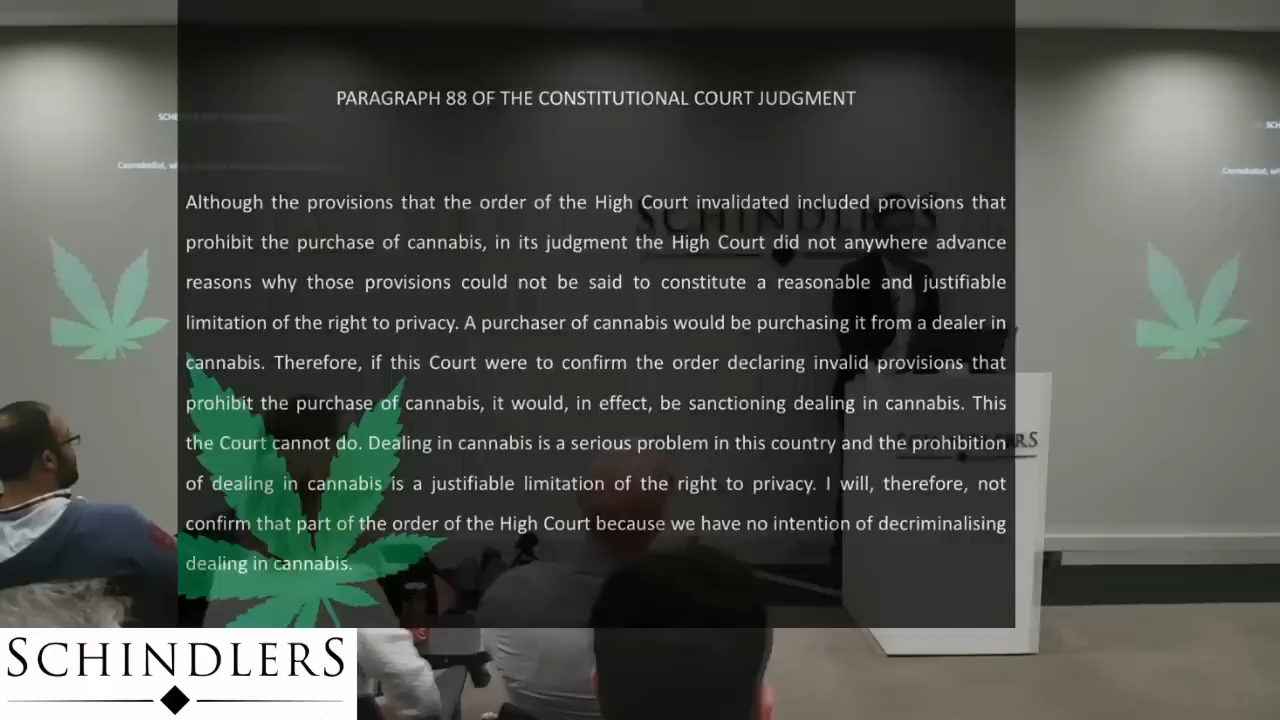 PARAGRAPH 88 OF THE CONSTITUTIONAL COURT JUDGMENT
Although the provisions that the order of the High Court invalidated included provisions that
prohibit the purchase of cannabis, in its judgment the High Court did not anywhere advance
reasons why those provisions could not be said to constitute a reasonable and justifiable
limitation of the right to privacy. A purchaser of cannabis would be purchasing it from a dealer in
cannabis. Therefore, if this Court were to confirm the order declaring invalid provisions that
prohibit the purchase of cannabis, it would, in effect, be sanctioning dealing in cannabis. This
the Court cannot do. Dealing in cannabis is a serious problem in this country and the prohibition
of dealing in cannabis is a justifiable limitation of the right to privacy. I will, therefore, not
confirm that part of the order of the High Court because we have no intention of decriminalising
dealing in cannabis.
SCHINDLERS
SCHINDLERS
SCHINDLERS